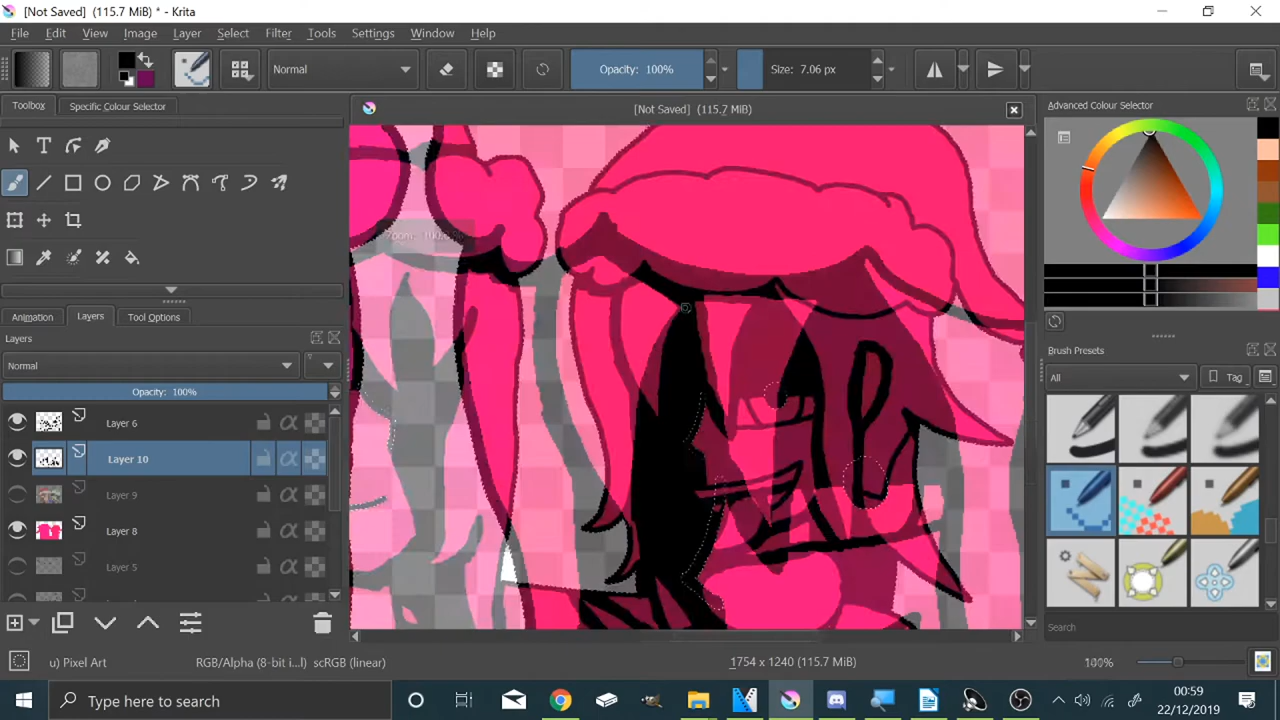 [Not Saved] (115.7 MiB) * - Krita
File Edit View Image Layer Select Filter Tools Settings Window Help
Normal
Opacity: 100%
Size: 7.06 px
Toolbox
Specific Colour Selector
[Not Saved] (115.7 MiB)
Advanced Colour Selector
Animation
Layers
Tool Options
Layers
Normal
Opacity: 100%
Layer 6
Layer 10
Layer 9
Layer 8
Layer 5
Brush Presets
All
Tag
Search
u) Pixel Art
RGB/Alpha (8-bit i...l) scRGB (linear)
1754 x 1240 (115.7 MiB)
Type here to search
00:59
22/12/2019